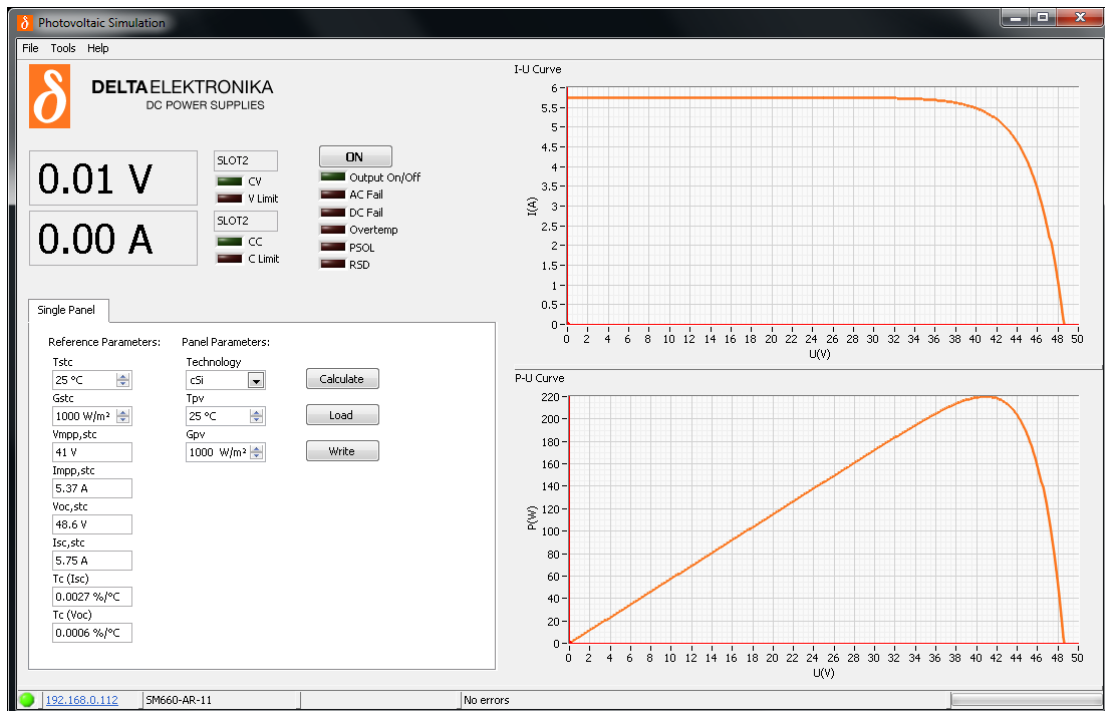 Photovoltaic Simulation
File Tools Help
δ DELTAELEKTRONIKA
DC POWER SUPPLIES
0.01 V
SLOT2
CV
V Limit
0.00 A
SLOT2
CC
C Limit
ON
Output On/Off
AC Fail
DC Fail
Overtemp
PSOL
RSD
Single Panel
Reference Parameters:
Tstc
25 °C
Gstc
1000 W/m²
Vmpp,stc
41 V
Impp,stc
5.37 A
Voc,stc
48.6 V
Isc,stc
5.75 A
Tc (Isc)
0.0027 %/°C
Tc (Voc)
0.0006 %/°C
Panel Parameters:
Technology
cSi
Tpv
25 °C
Gpv
1000 W/m²
Calculate
Load
Write
I-U Curve
6
5.5
5
4.5
4
3.5
3
2.5
2
1.5
1
0.5
0
I(A)
0 2 4 6 8 10 12 14 16 18 20 22 24 26 28 30 32 34 36 38 40 42 44 46 48 50
U(V)
P-U Curve
220
200
180
160
140
120
100
80
60
40
20
0
P(W)
0 2 4 6 8 10 12 14 16 18 20 22 24 26 28 30 32 34 36 38 40 42 44 46 48 50
U(V)
192.168.0.112 SM660-AR-11 No errors